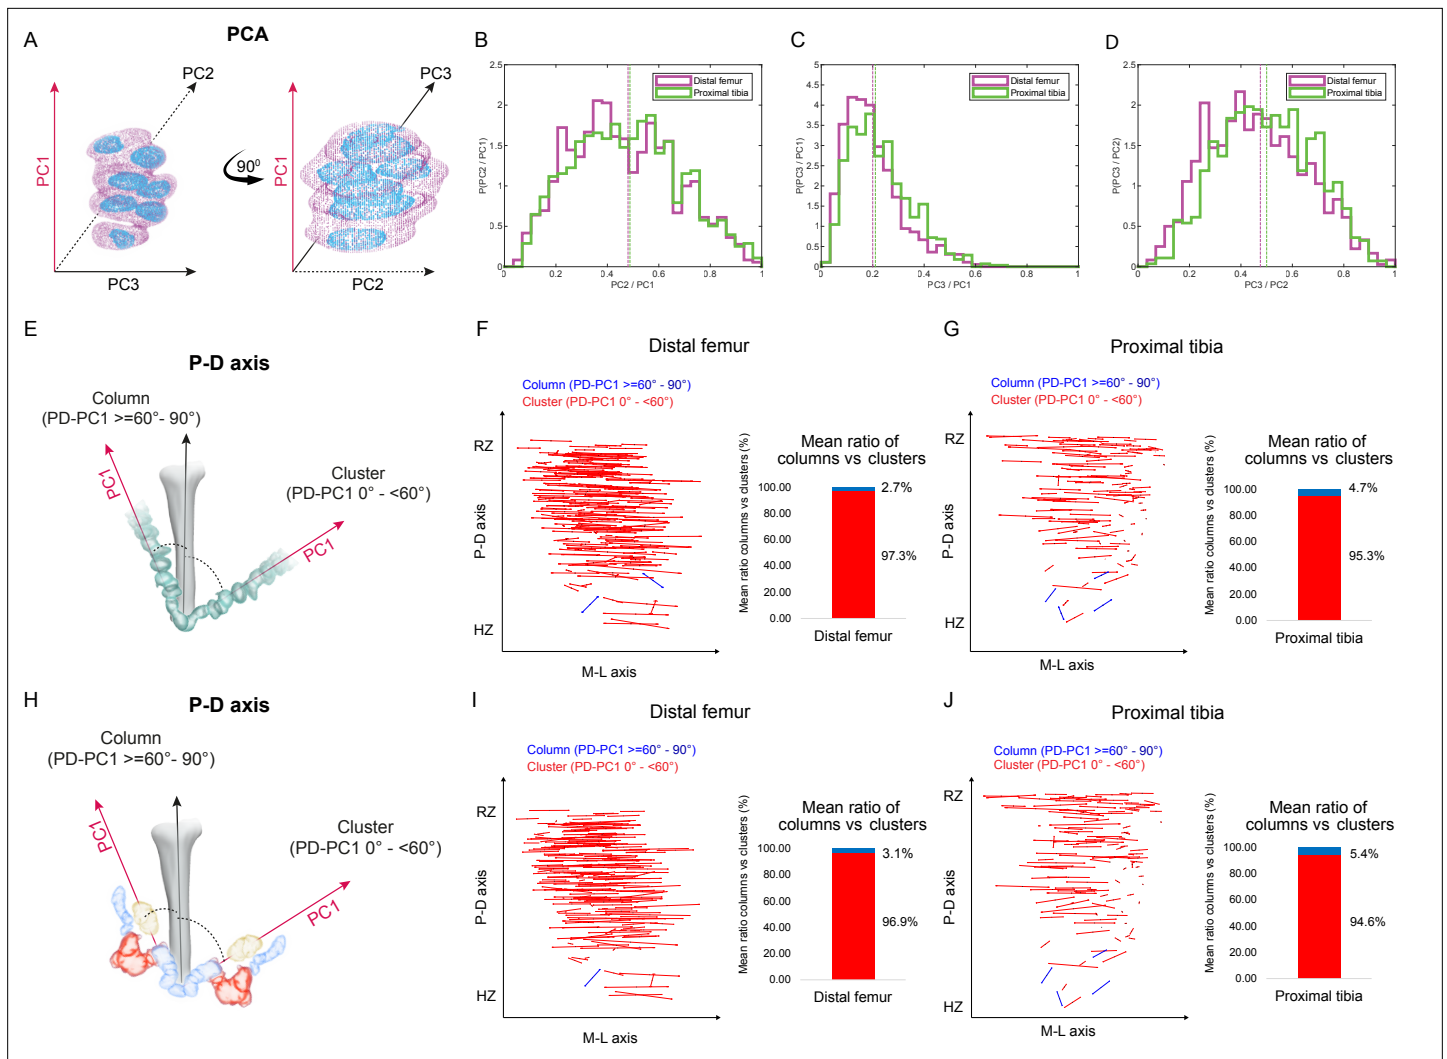 A
PCA
PC1
PC2
PC3
90⁰
PC1
PC3
PC2
B
P(PC2 / PC1)
2.5
2
1.5
1
0.5
0
Distal femur
Proximal tibia
0 0.2 0.4 0.6 0.8 1
PC2 / PC1
C
P(PC3 / PC1)
5
4.5
4
3.5
3
2.5
2
1.5
1
0.5
0
Distal femur
Proximal tibia
0 0.2 0.4 0.6 0.8 1
PC3 / PC1
D
P(PC3 / PC2)
2.5
2
1.5
1
0.5
0
Distal femur
Proximal tibia
0 0.2 0.4 0.6 0.8 1
PC3 / PC2
E
P-D axis
Column
(PD-PC1 >=60°- 90°)
PC1
Cluster
(PD-PC1 0° - <60°)
PC1
F
Distal femur
Column (PD-PC1 >=60° - 90°)
Cluster (PD-PC1 0° - <60°)
RZ
P-D axis
HZ
M-L axis
Mean ratio of
columns vs clusters
Mean ratio columns vs clusters (%)
100.00
80.00
60.00
40.00
20.00
0.00
2.7%
97.3%
Distal femur
G
Proximal tibia
Column (PD-PC1 >=60° - 90°)
Cluster (PD-PC1 0° - <60°)
RZ
P-D axis
HZ
M-L axis
Mean ratio of
columns vs clusters
Mean ratio columns vs clusters (%)
100.00
80.00
60.00
40.00
20.00
0.00
4.7%
95.3%
Proximal tibia
H
P-D axis
Column
(PD-PC1 >=60°- 90°)
PC1
Cluster
(PD-PC1 0° - <60°)
PC1
I
Distal femur
Column (PD-PC1 >=60° - 90°)
Cluster (PD-PC1 0° - <60°)
RZ
P-D axis
HZ
M-L axis
Mean ratio of
columns vs clusters
Mean ratio columns vs clusters (%)
100.00
80.00
60.00
40.00
20.00
0.00
3.1%
96.9%
Distal femur
J
Proximal tibia
Column (PD-PC1 >=60° - 90°)
Cluster (PD-PC1 0° - <60°)
RZ
P-D axis
HZ
M-L axis
Mean ratio of
columns vs clusters
Mean ratio columns vs clusters (%)
100.00
80.00
60.00
40.00
20.00
0.00
5.4%
94.6%
Proximal tibia